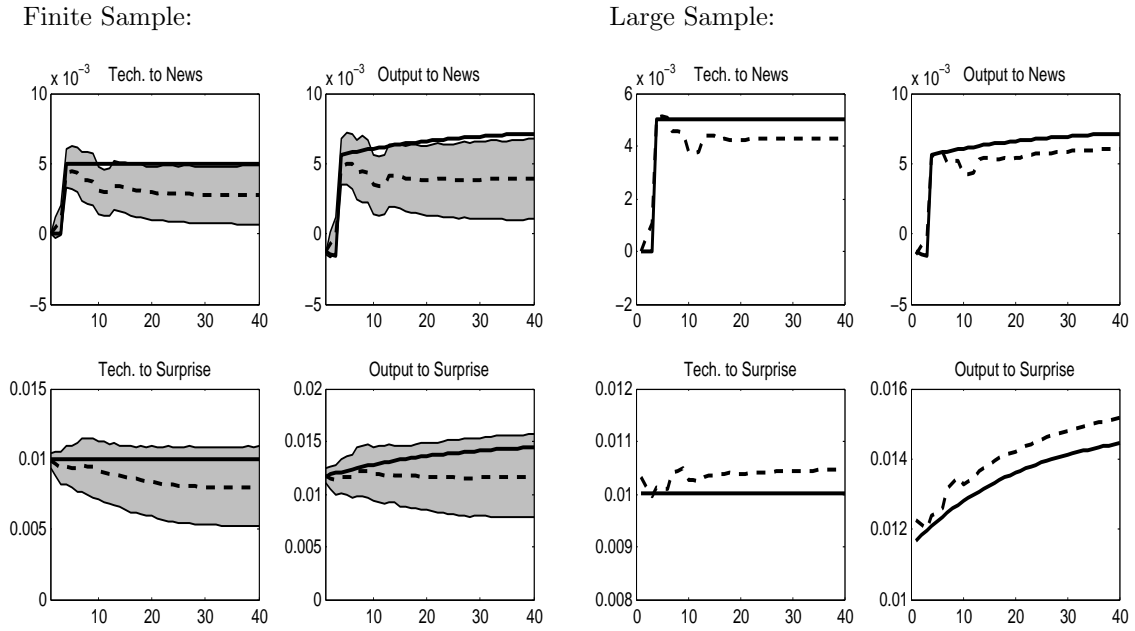 Finite Sample:
Large Sample:
x 10⁻³ Tech. to News
10
5
0
−5
10 20 30 40
x 10⁻³ Output to News
10
5
0
−5
10 20 30 40
x 10⁻³ Tech. to News
6
4
2
0
−2
0 10 20 30 40
x 10⁻³ Output to News
10
5
0
−5
0 10 20 30 40
Tech. to Surprise
0.015
0.01
0.005
0
10 20 30 40
Output to Surprise
0.02
0.015
0.01
0.005
0
10 20 30 40
Tech. to Surprise
0.012
0.011
0.01
0.009
0.008
0 10 20 30 40
Output to Surprise
0.016
0.014
0.012
0.01
0 10 20 30 40